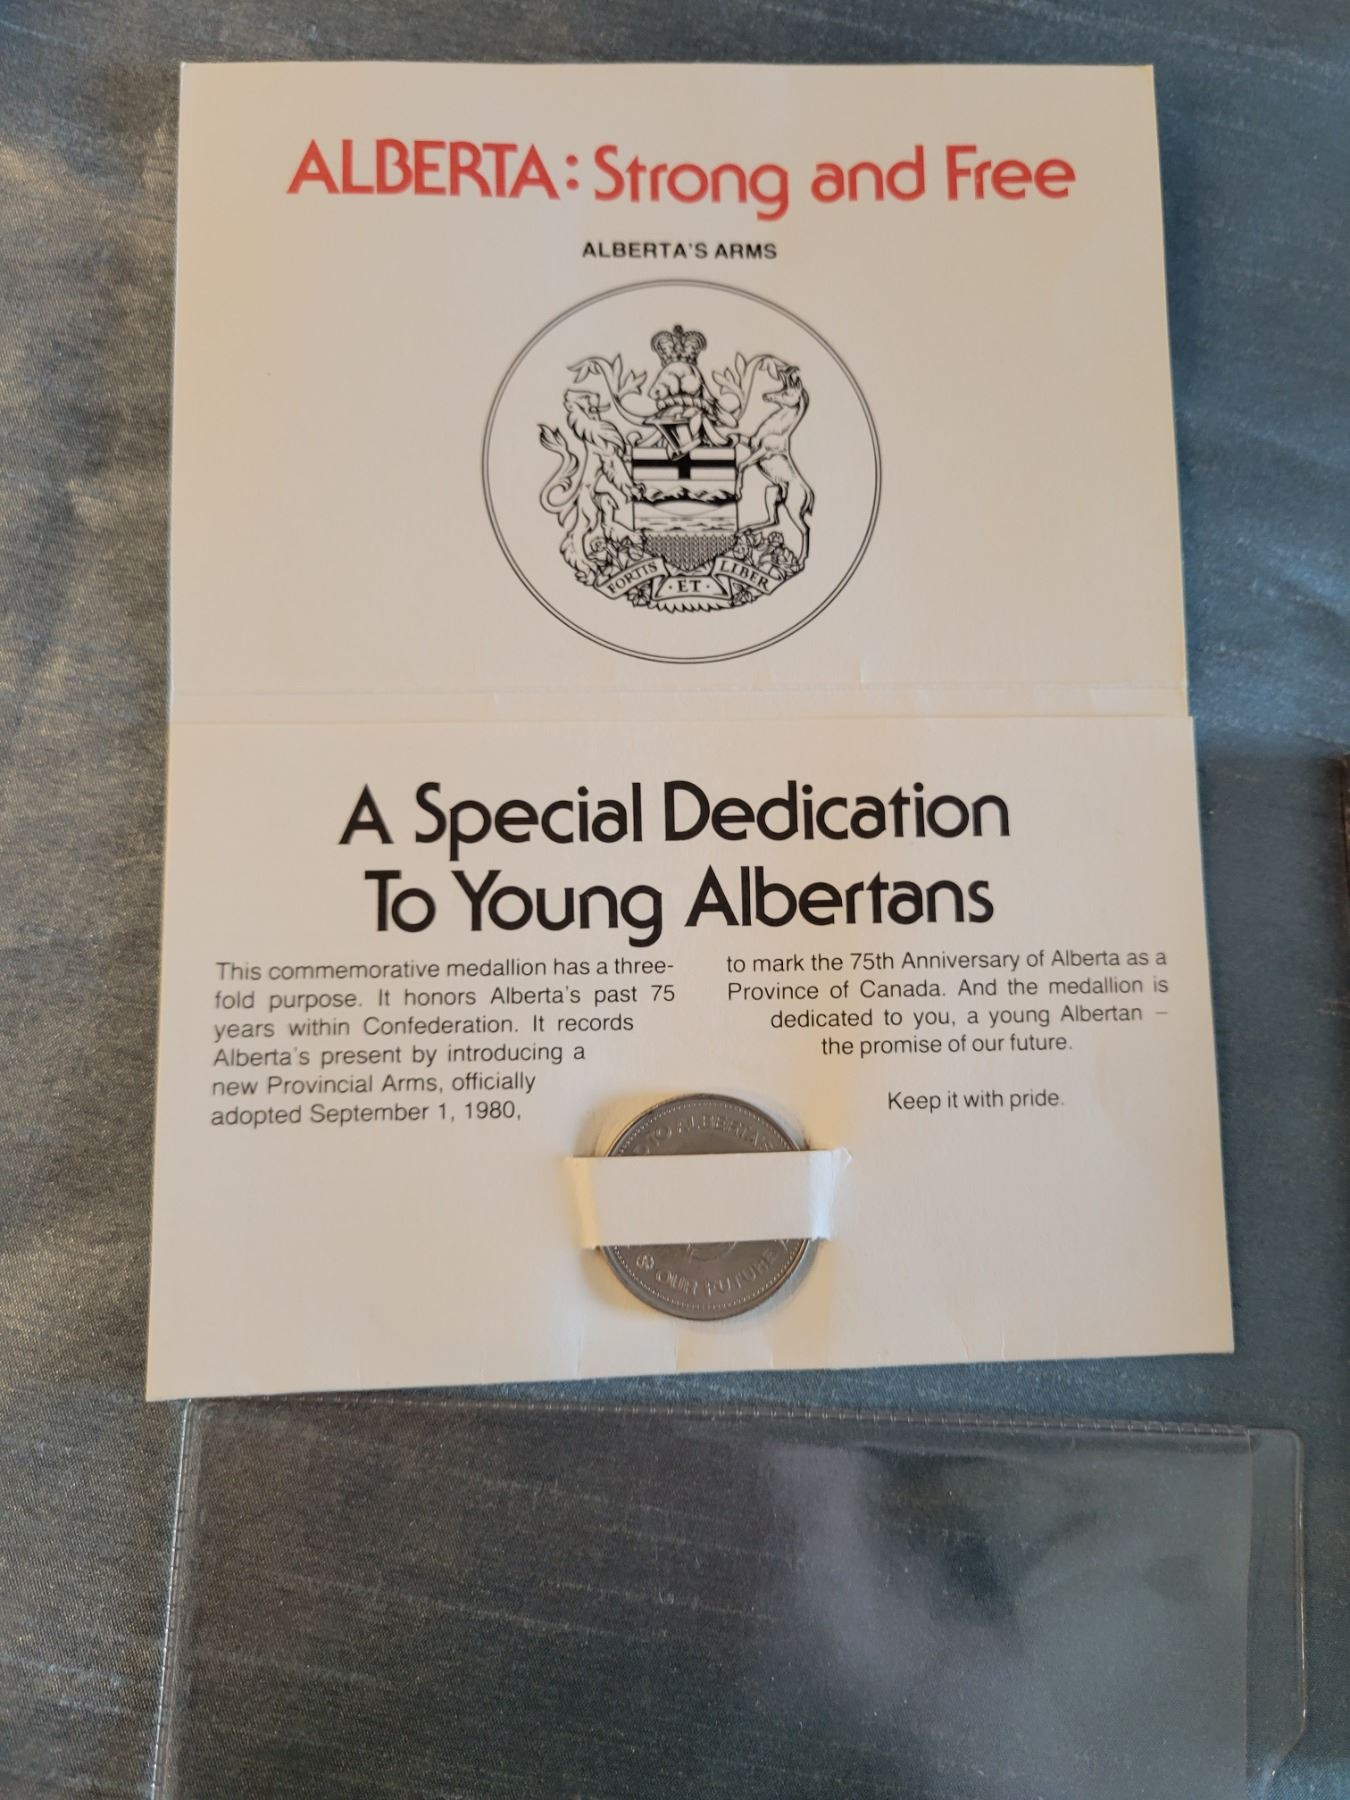 ALBERTA: Strong and Free
ALBERTA'S ARMS
FORTIS ET LIBER
A Special Dedication
To Young Albertans
This commemorative medallion has a three-
fold purpose. It honors Alberta's past 75
years within Confederation. It records
Alberta's present by introducing a
new Provincial Arms, officially
adopted September 1, 1980,
to mark the 75th Anniversary of Alberta as a
Province of Canada. And the medallion is
dedicated to you, a young Albertan –
the promise of our future.
Keep it with pride.
TO ALBERTA'S
OUR FUTURE